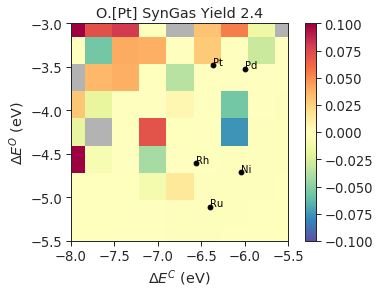 O.[Pt] SynGas Yield 2.4
ΔE^O (eV)
−3.0
−3.5
−4.0
−4.5
−5.0
−5.5
Pt
Pd
Rh
Ni
Ru
−8.0 −7.5 −7.0 −6.5 −6.0 −5.5
ΔE^C (eV)
0.100
0.075
0.050
0.025
0.000
−0.025
−0.050
−0.075
−0.100